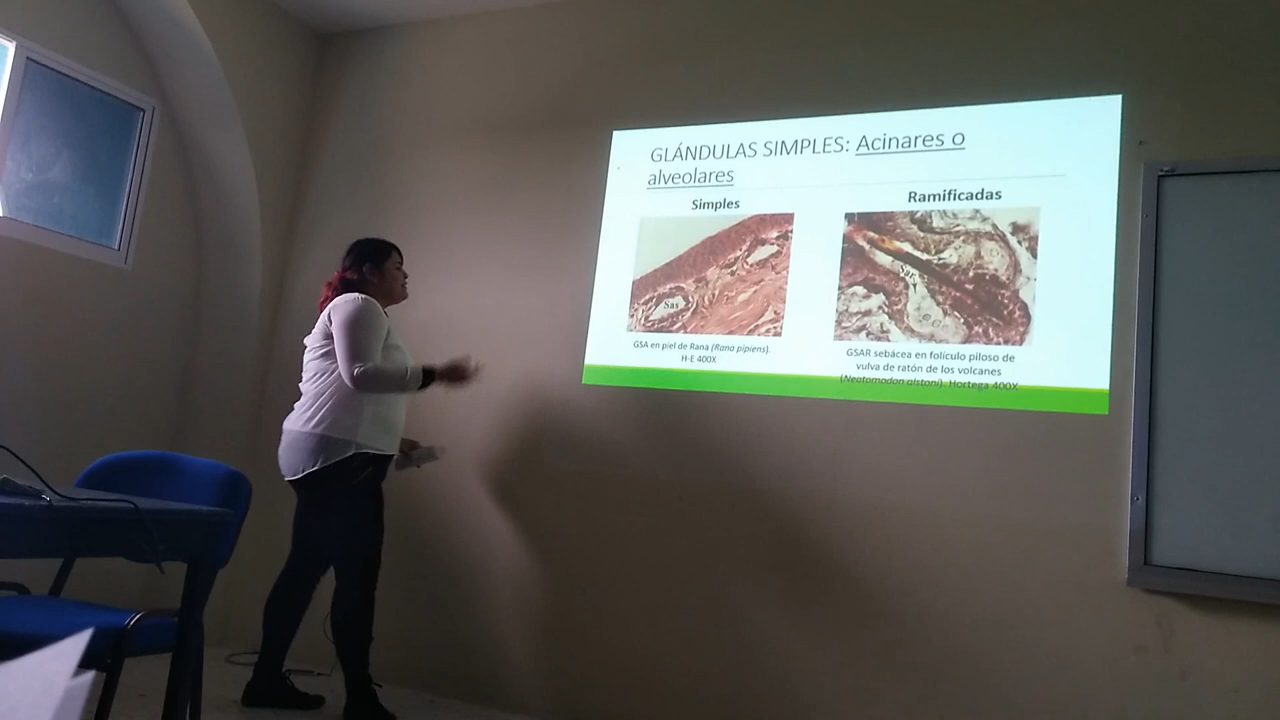 GLÁNDULAS SIMPLES: Acinares o
alveolares
Simples
Ramificadas
Sas
Sar
GSA en piel de Rana (Rana pipiens).
H-E 400X
GSAR sebácea en folículo piloso de
vulva de ratón de los volcanes
(Neotomodon alstoni). Hortega 400X